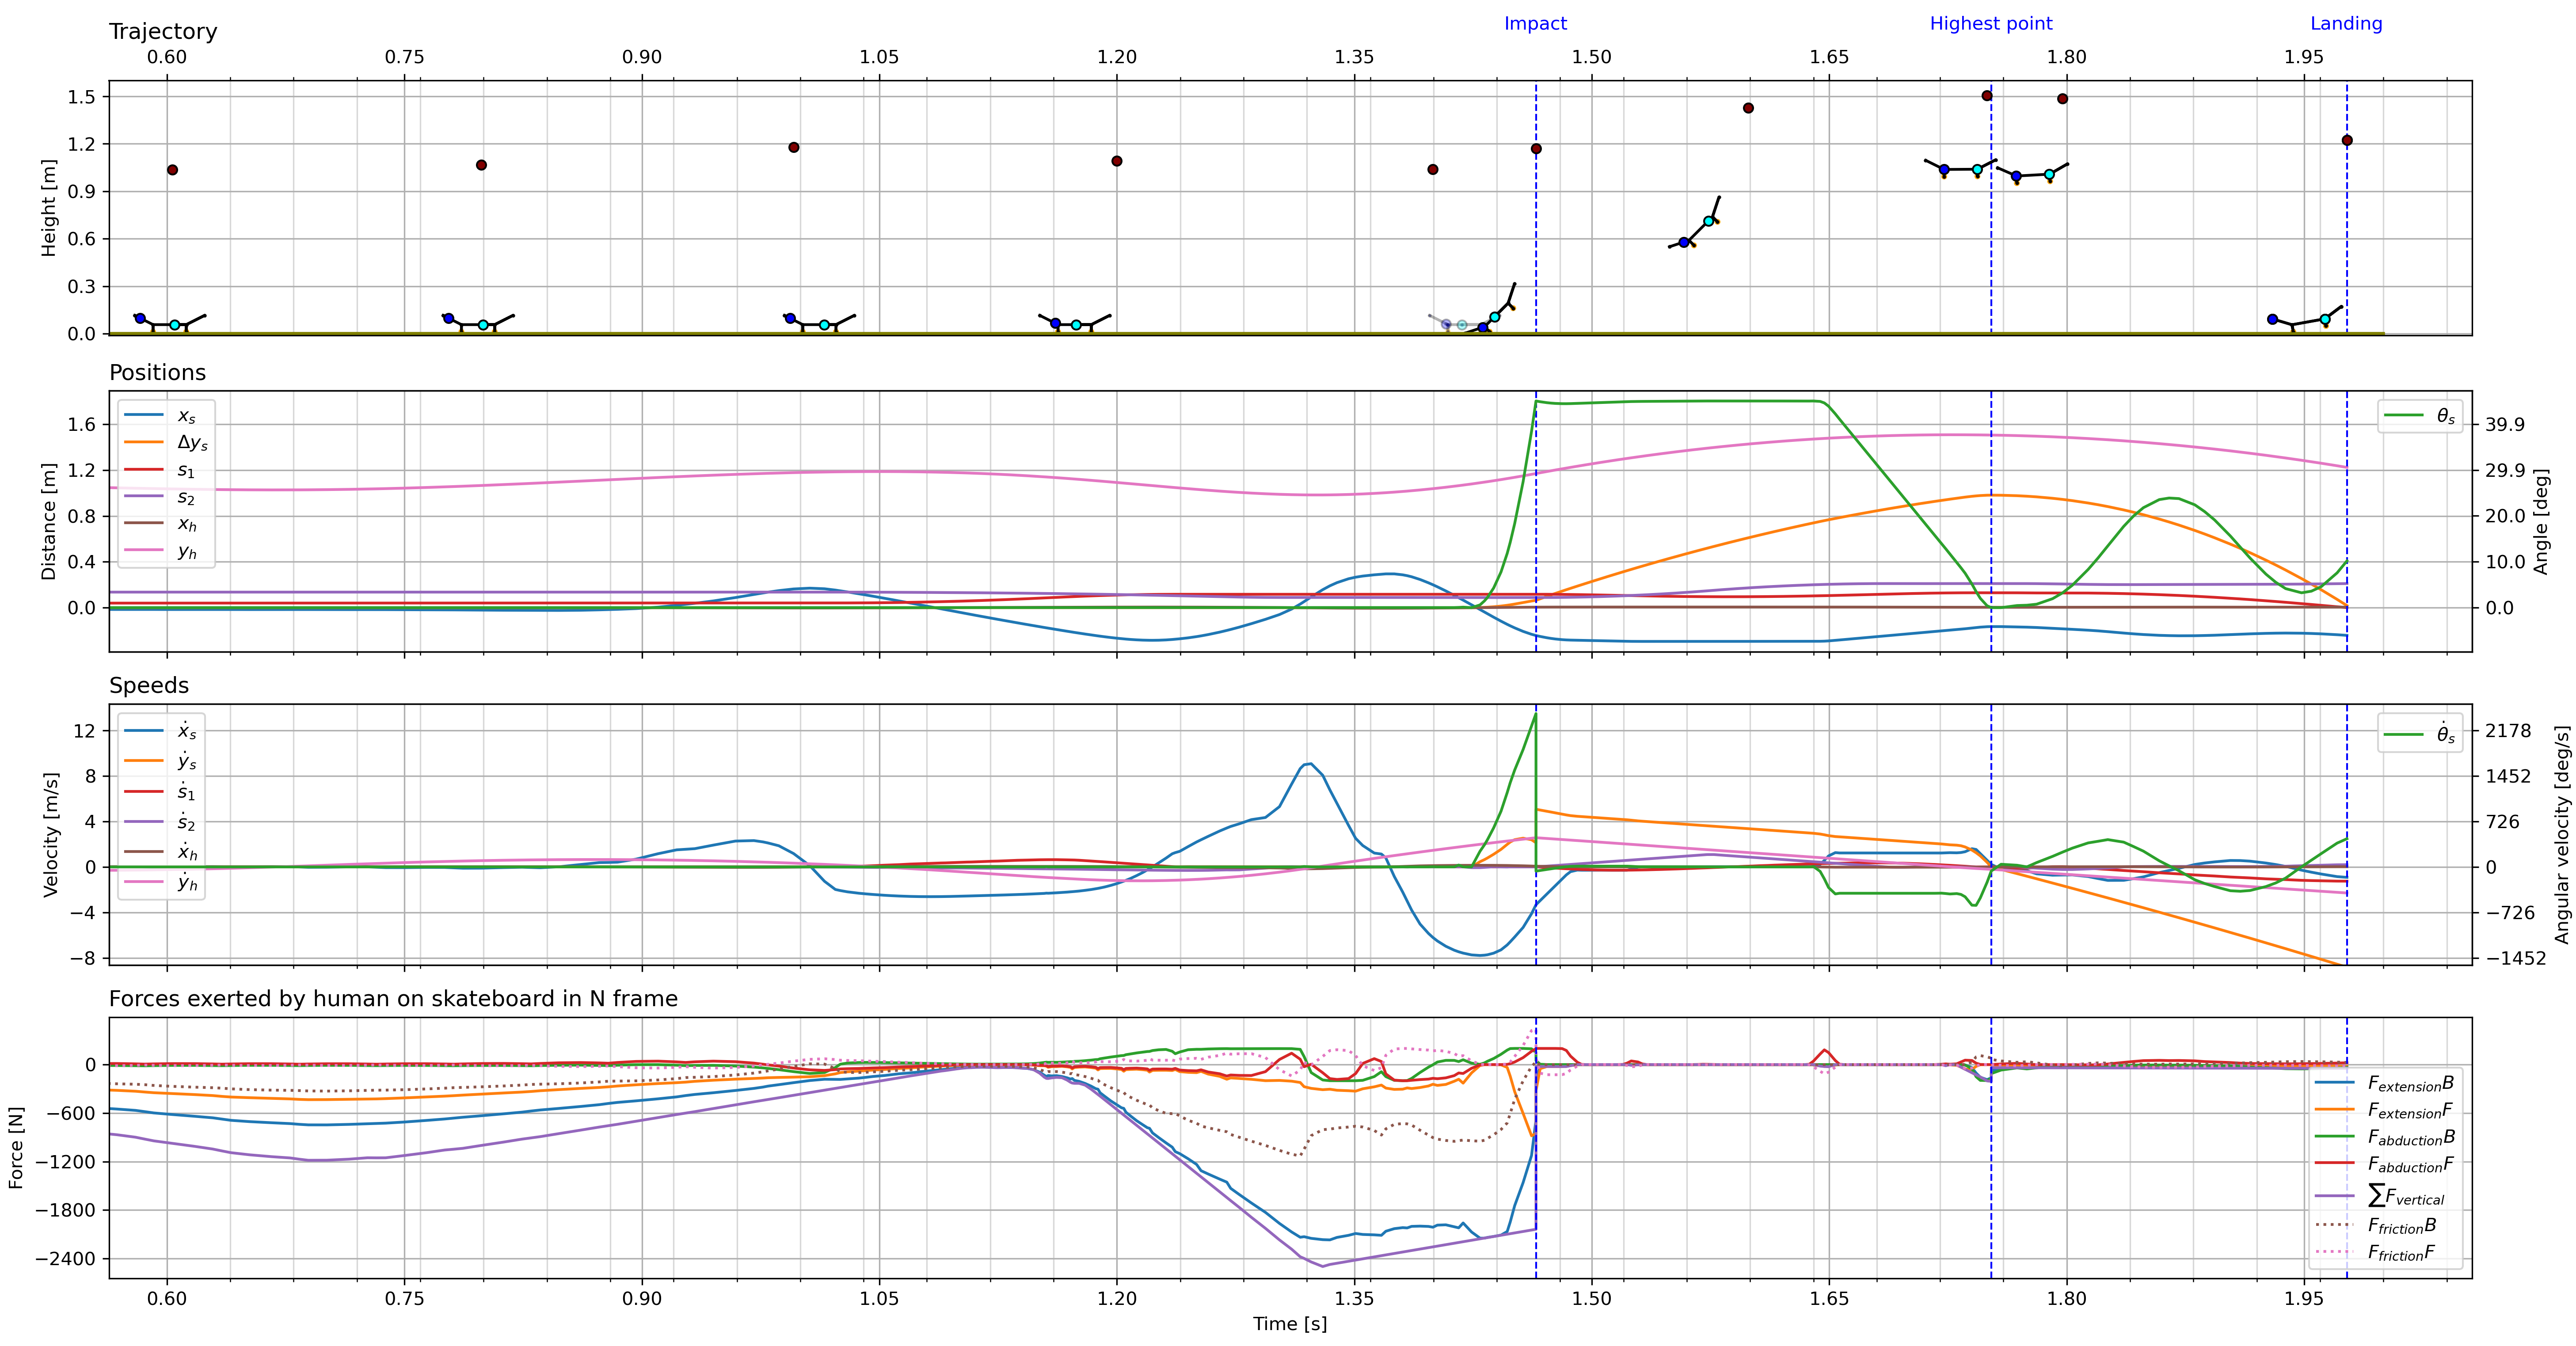 Impact Highest point Landing
Trajectory
0.60 0.75 0.90 1.05 1.20 1.35 1.50 1.65 1.80 1.95
Height [m]
1.5
1.2
0.9
0.6
0.3
0.0
Positions
Distance [m]
1.6
1.2
0.8
0.4
0.0
x_s
Δy_s
s_1
s_2
x_h
y_h
θ_s
39.9
29.9
20.0
10.0
0.0
Angle [deg]
Speeds
Velocity [m/s]
12
8
4
0
−4
−8
ẋ_s
ẏ_s
ṡ_1
ṡ_2
ẋ_h
ẏ_h
θ̇_s
2178
1452
726
0
−726
−1452
Angular velocity [deg/s]
Forces exerted by human on skateboard in N frame
Force [N]
0
−600
−1200
−1800
−2400
F_extension B
F_extension F
F_abduction B
F_abduction F
∑F_vertical
F_friction B
F_friction F
0.60 0.75 0.90 1.05 1.20 1.35 1.50 1.65 1.80 1.95
Time [s]